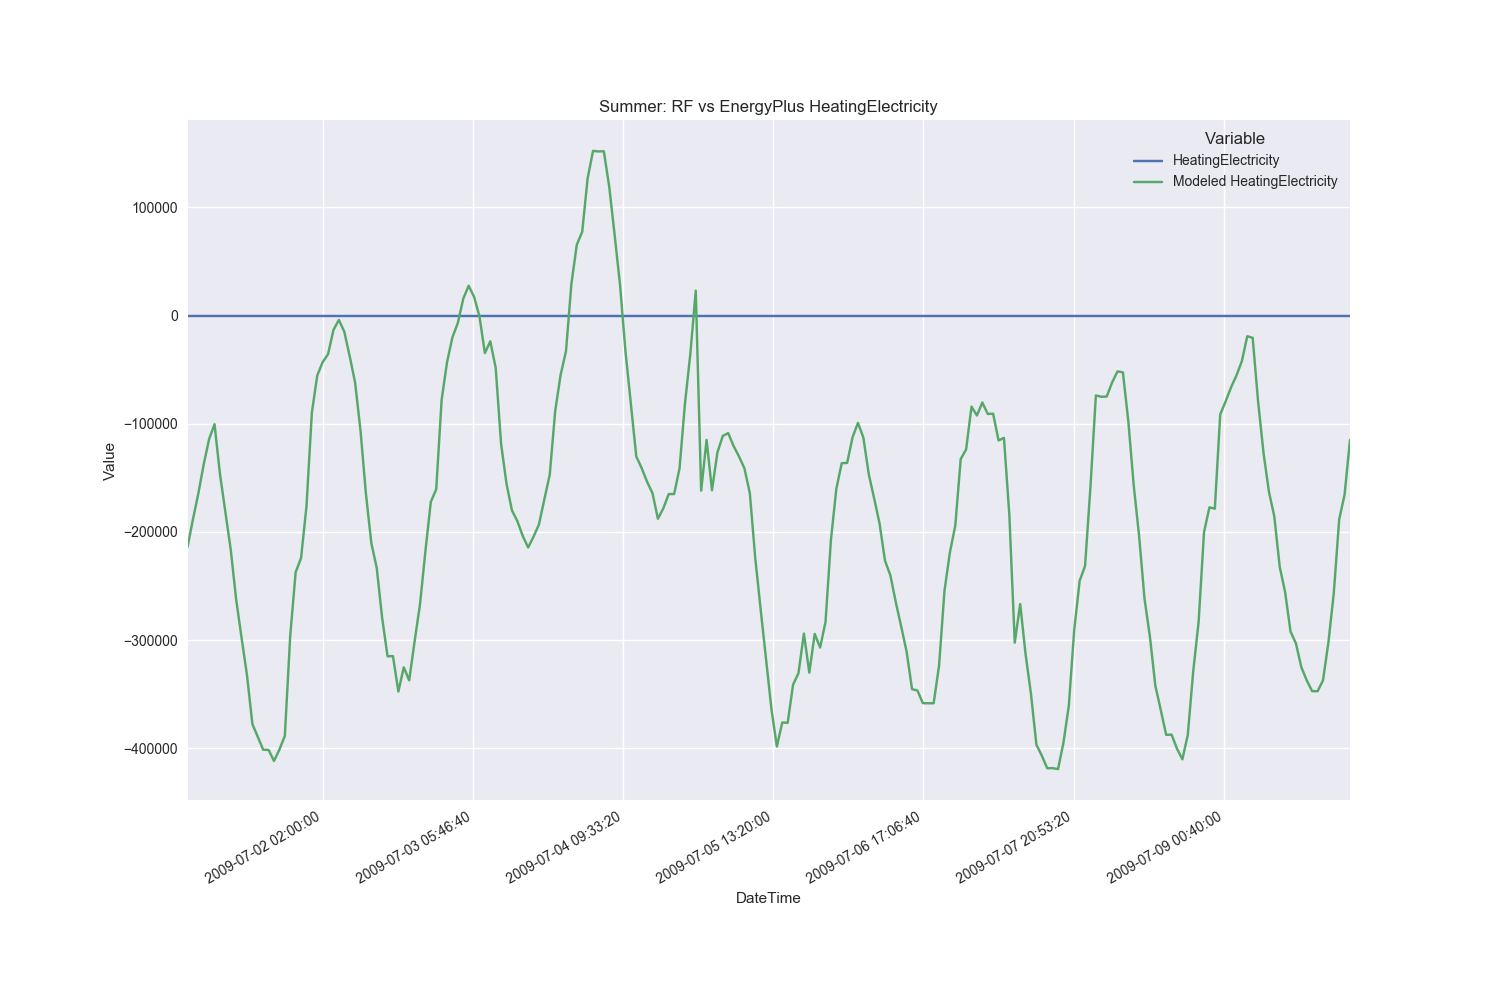 Summer: RF vs EnergyPlus HeatingElectricity
Variable
HeatingElectricity
Modeled HeatingElectricity
100000
0
−100000
−200000
−300000
−400000
Value
2009-07-02 02:00:00
2009-07-03 05:46:40
2009-07-04 09:33:20
2009-07-05 13:20:00
2009-07-06 17:06:40
2009-07-07 20:53:20
2009-07-09 00:40:00
DateTime